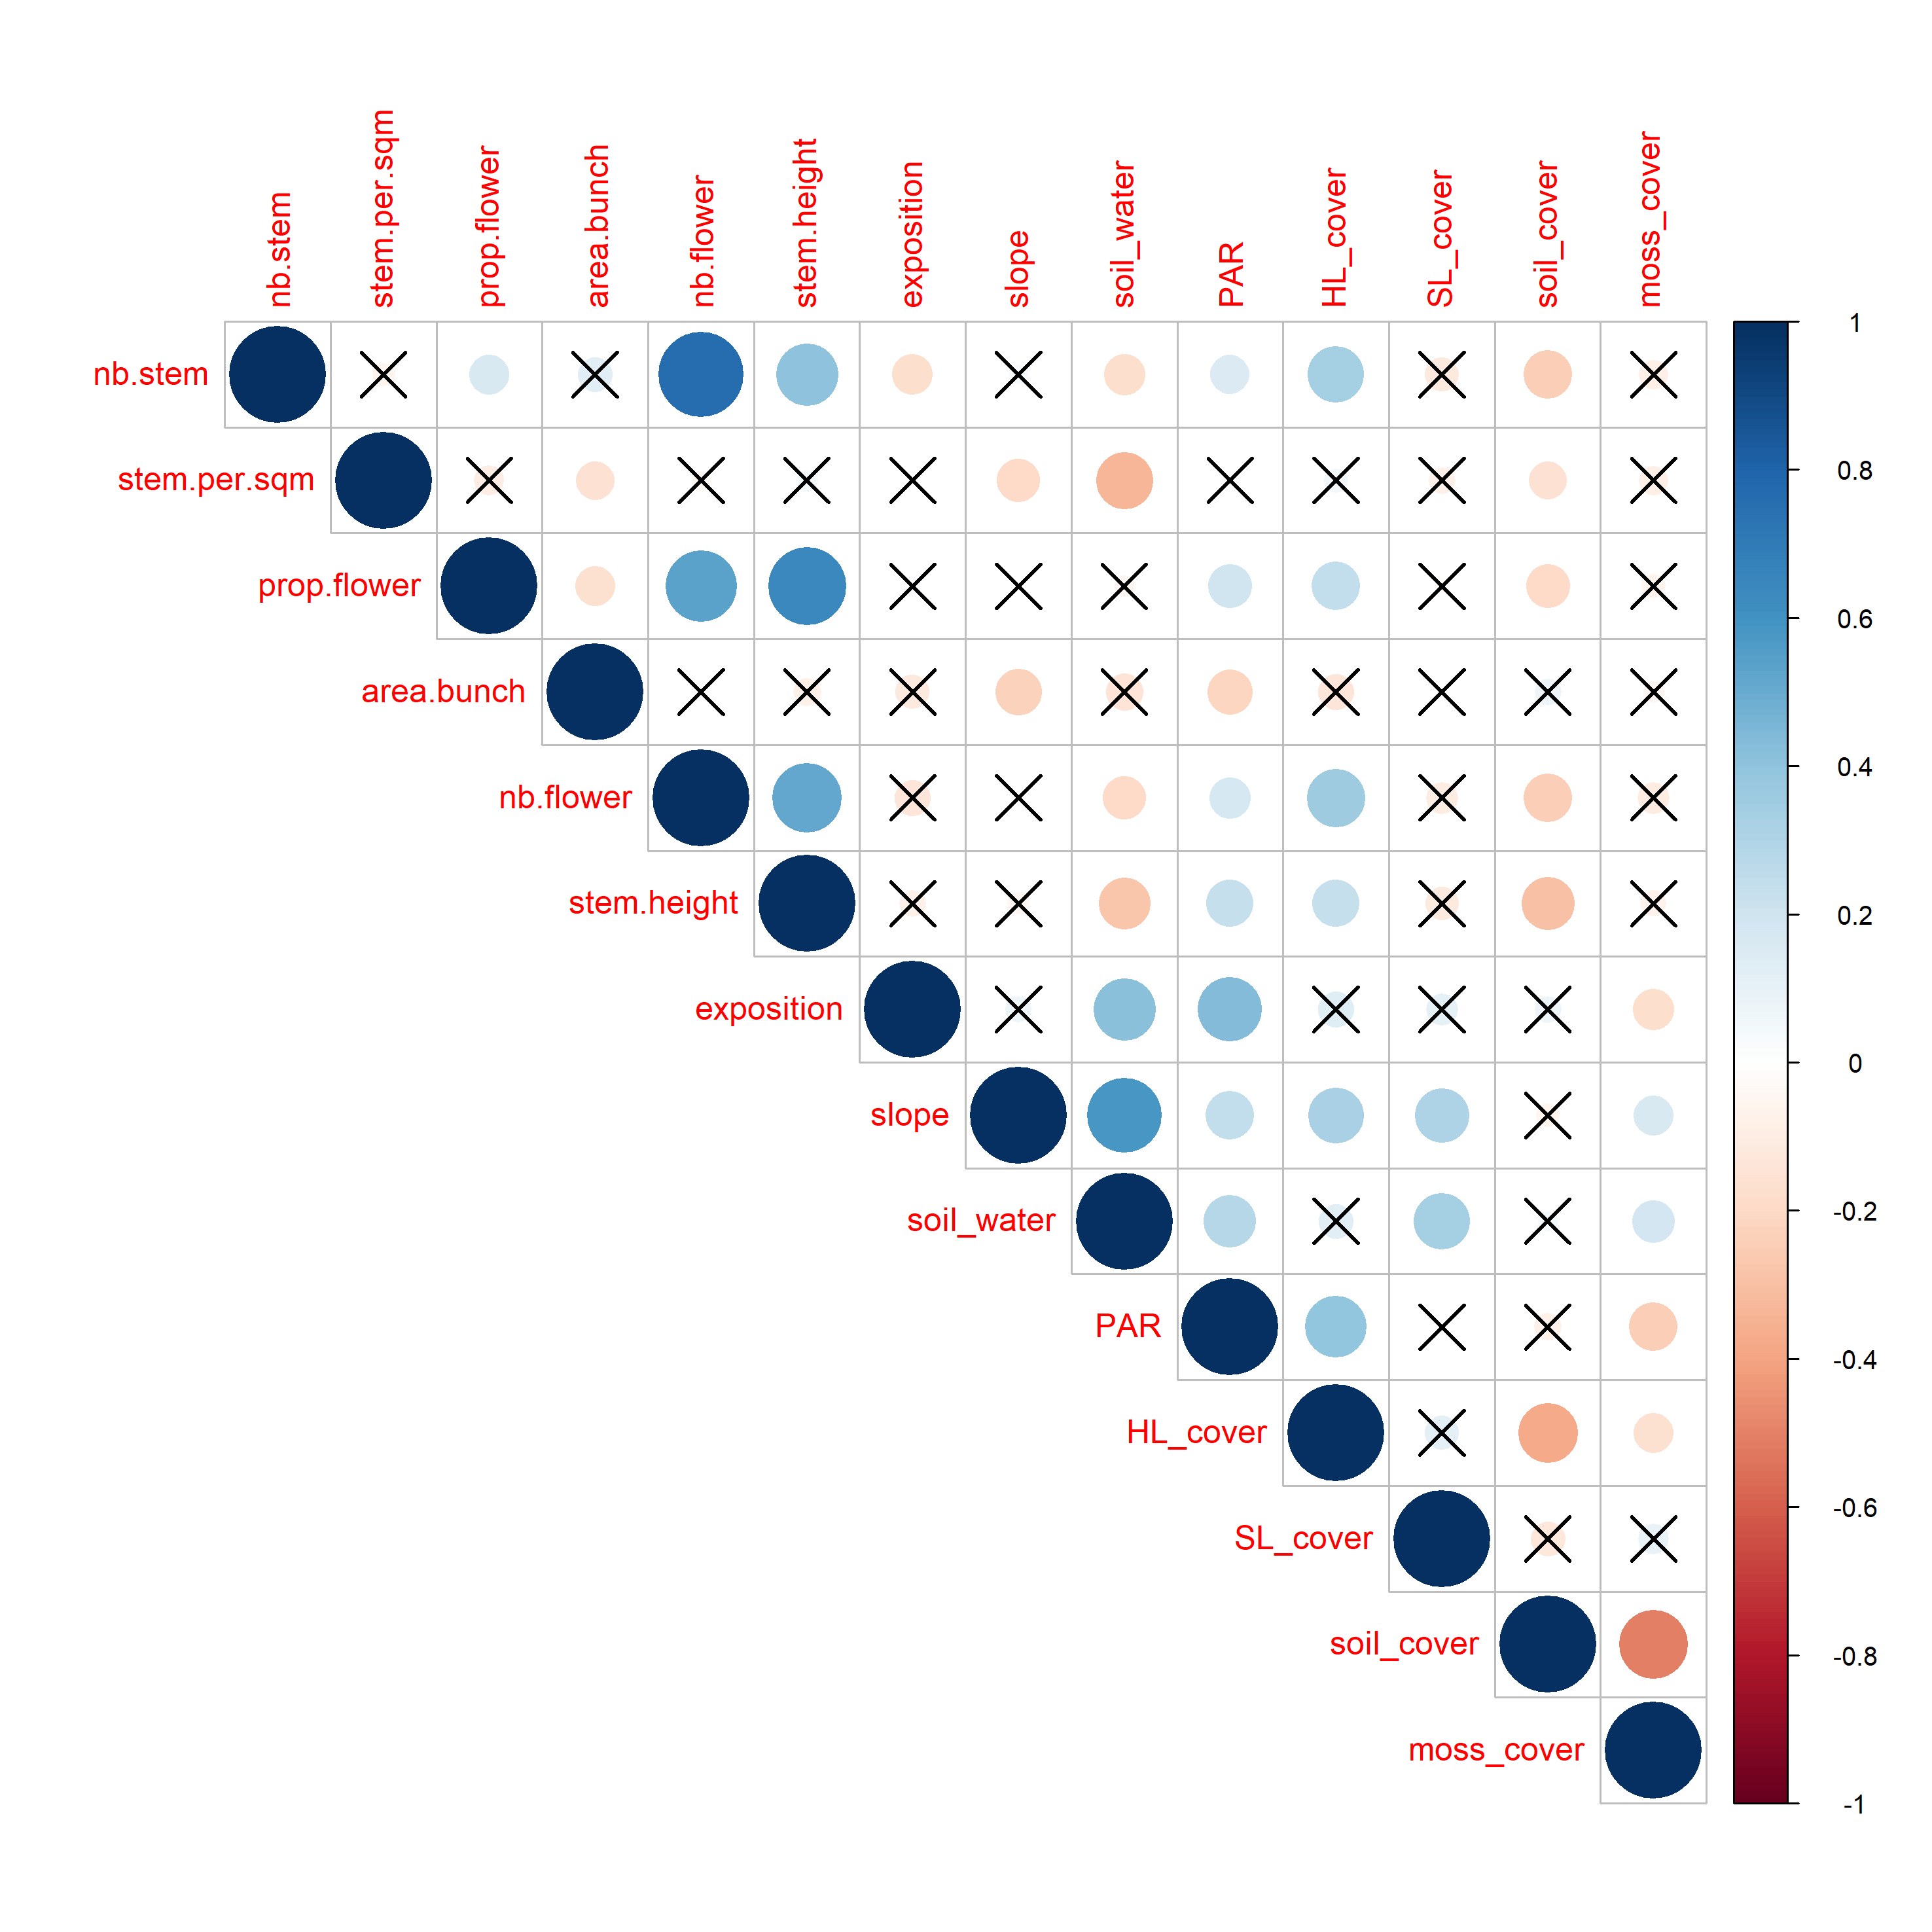 nb.stem
stem.per.sqm
prop.flower
area.bunch
nb.flower
stem.height
exposition
slope
soil_water
PAR
HL_cover
SL_cover
soil_cover
moss_cover
nb.stem
stem.per.sqm
prop.flower
area.bunch
nb.flower
stem.height
exposition
slope
soil_water
PAR
HL_cover
SL_cover
soil_cover
moss_cover
1
0.8
0.6
0.4
0.2
0
-0.2
-0.4
-0.6
-0.8
-1